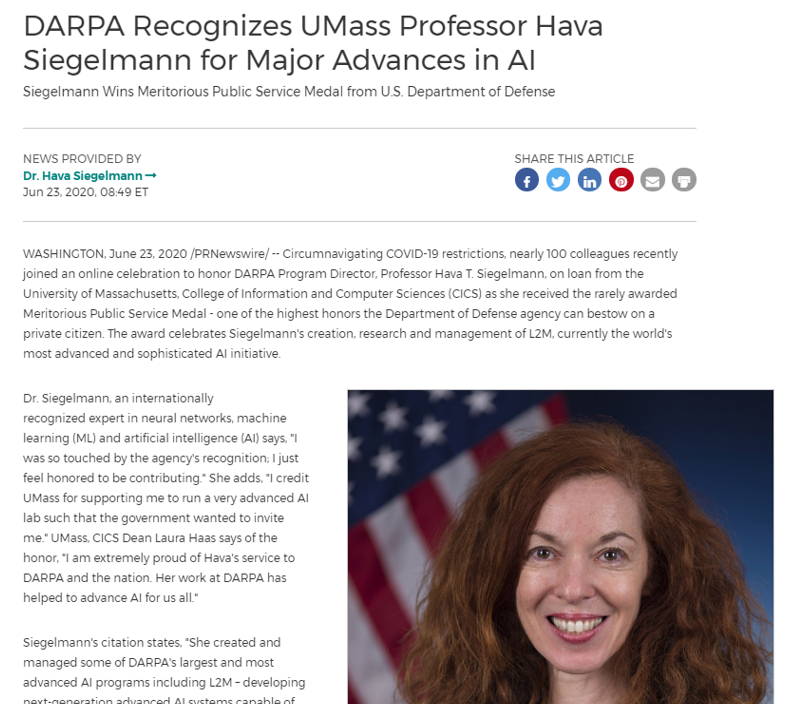 DARPA Recognizes UMass Professor Hava
Siegelmann for Major Advances in AI
Siegelmann Wins Meritorious Public Service Medal from U.S. Department of Defense
NEWS PROVIDED BY
Dr. Hava Siegelmann →
Jun 23, 2020, 08:49 ET
SHARE THIS ARTICLE
WASHINGTON, June 23, 2020 /PRNewswire/ -- Circumnavigating COVID-19 restrictions, nearly 100 colleagues recently
joined an online celebration to honor DARPA Program Director, Professor Hava T. Siegelmann, on loan from the
University of Massachusetts, College of Information and Computer Sciences (CICS) as she received the rarely awarded
Meritorious Public Service Medal - one of the highest honors the Department of Defense agency can bestow on a
private citizen. The award celebrates Siegelmann's creation, research and management of L2M, currently the world's
most advanced and sophisticated AI initiative.
Dr. Siegelmann, an internationally
recognized expert in neural networks, machine
learning (ML) and artificial intelligence (AI) says, "I
was so touched by the agency's recognition; I just
feel honored to be contributing." She adds, "I credit
UMass for supporting me to run a very advanced AI
lab such that the government wanted to invite
me." UMass, CICS Dean Laura Haas says of the
honor, "I am extremely proud of Hava's service to
DARPA and the nation. Her work at DARPA has
helped to advance AI for us all."
Siegelmann's citation states, "She created and
managed some of DARPA's largest and most
advanced AI programs including L2M – developing
next-generation advanced AI systems capable of